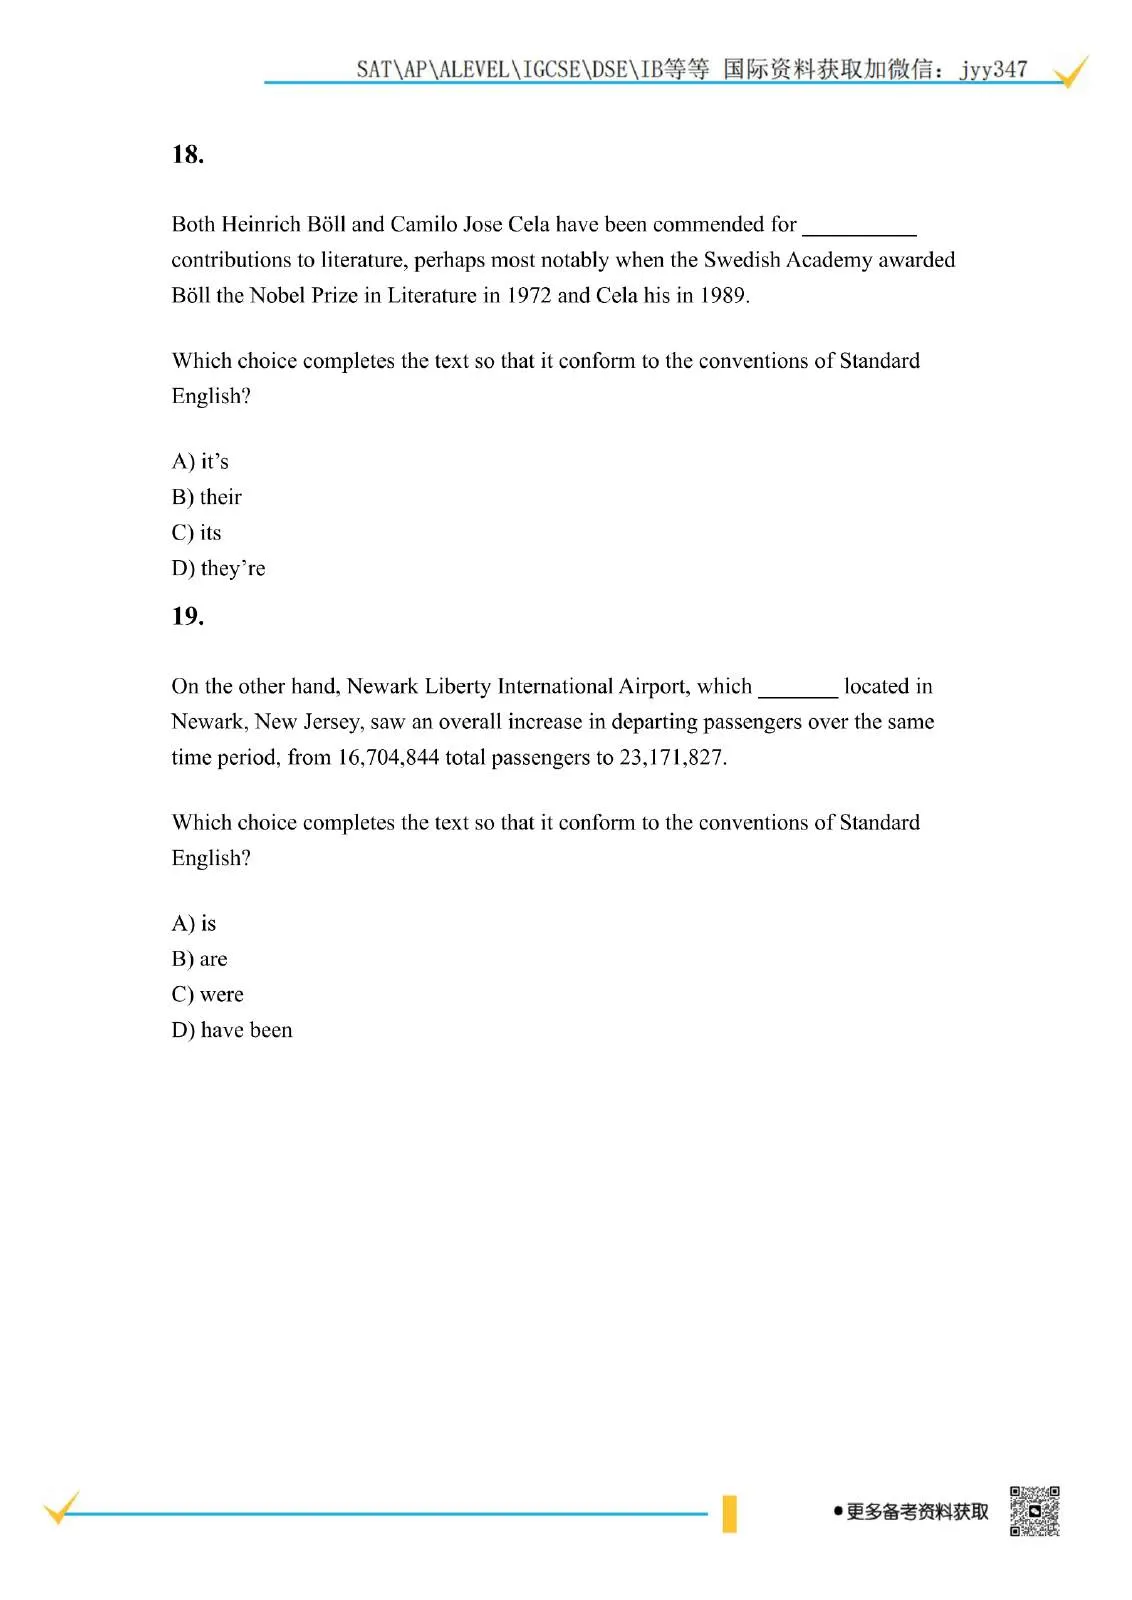 SAT\AP\ALEVEL\IGCSE\DSE\IB等等 国际资料获取加微信：jyy347
18.
Both Heinrich Böll and Camilo Jose Cela have been commended for __________
contributions to literature, perhaps most notably when the Swedish Academy awarded
Böll the Nobel Prize in Literature in 1972 and Cela his in 1989.
Which choice completes the text so that it conform to the conventions of Standard
English?
A) it’s
B) their
C) its
D) they’re
19.
On the other hand, Newark Liberty International Airport, which _______ located in
Newark, New Jersey, saw an overall increase in departing passengers over the same
time period, from 16,704,844 total passengers to 23,171,827.
Which choice completes the text so that it conform to the conventions of Standard
English?
A) is
B) are
C) were
D) have been
•更多备考资料获取